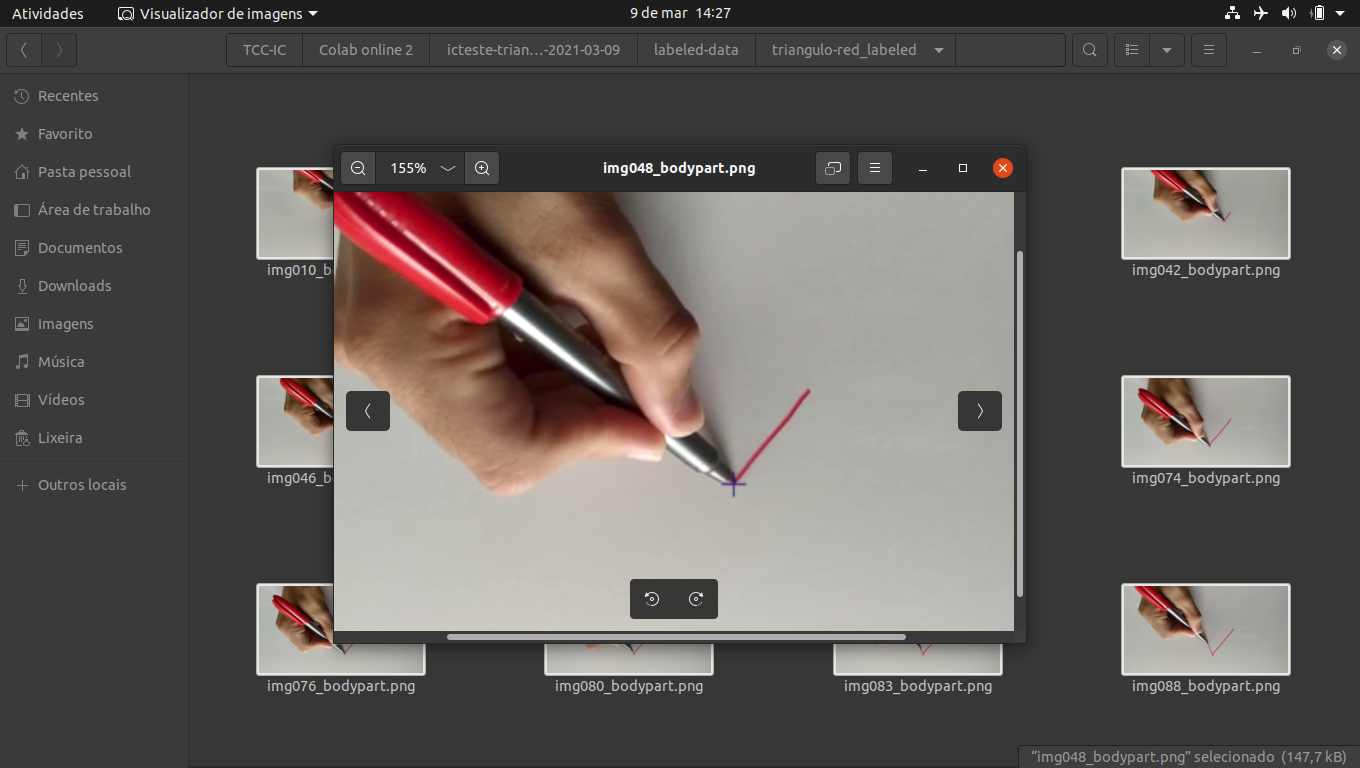 Atividades
Visualizador de imagens
9 de mar 14:27
TCC-IC
Colab online 2
icteste-trian…-2021-03-09
labeled-data
triangulo-red_labeled
Recentes
Favorito
Pasta pessoal
Área de trabalho
Documentos
Downloads
Imagens
Música
Vídeos
Lixeira
Outros locais
155%
img048_bodypart.png
img010_b
img042_bodypart.png
img046_b
img074_bodypart.png
img076_bodypart.png
img080_bodypart.png
img083_bodypart.png
img088_bodypart.png
“img048_bodypart.png” selecionado (147,7 kB)